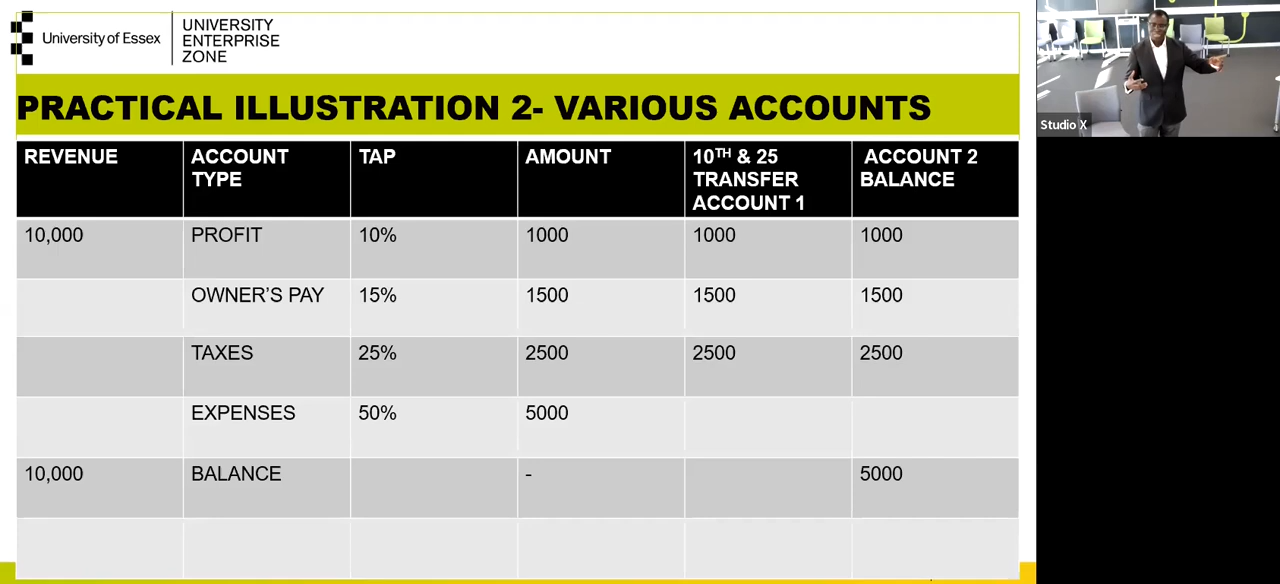 University of Essex
UNIVERSITY
ENTERPRISE
ZONE
PRACTICAL ILLUSTRATION 2- VARIOUS ACCOUNTS
Studio X
REVENUE ACCOUNT TYPE TAP AMOUNT 10TH & 25 TRANSFER ACCOUNT 1 ACCOUNT 2 BALANCE
10,000 PROFIT 10% 1000 1000 1000
OWNER'S PAY 15% 1500 1500 1500
TAXES 25% 2500 2500 2500
EXPENSES 50% 5000
10,000 BALANCE - 5000